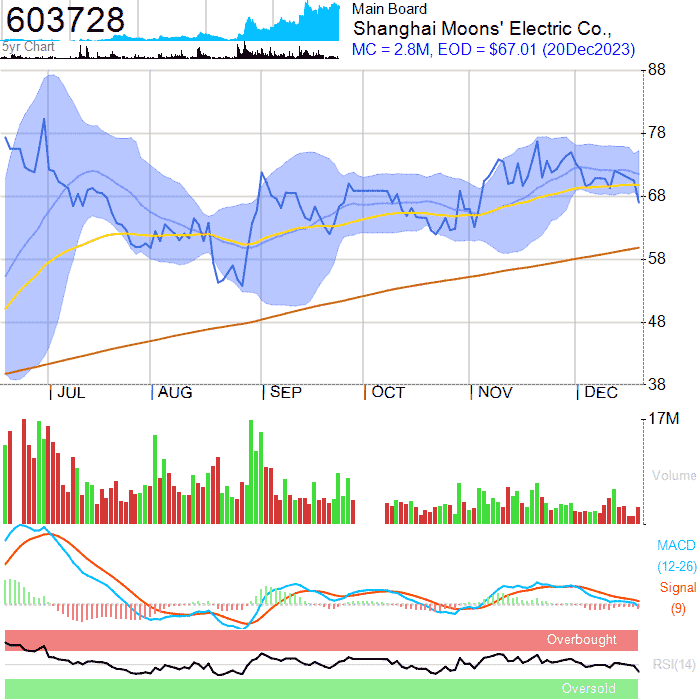 603728
Main Board
Shanghai Moons' Electric Co.,
5yr Chart
MC = 2.8M, EOD = $67.01 (20Dec2023)
88
78
68
58
48
38
JUL
AUG
SEP
OCT
NOV
DEC
17M
Volume
MACD
(12-26)
Signal
(9)
Overbought
RSI(14)
Oversold